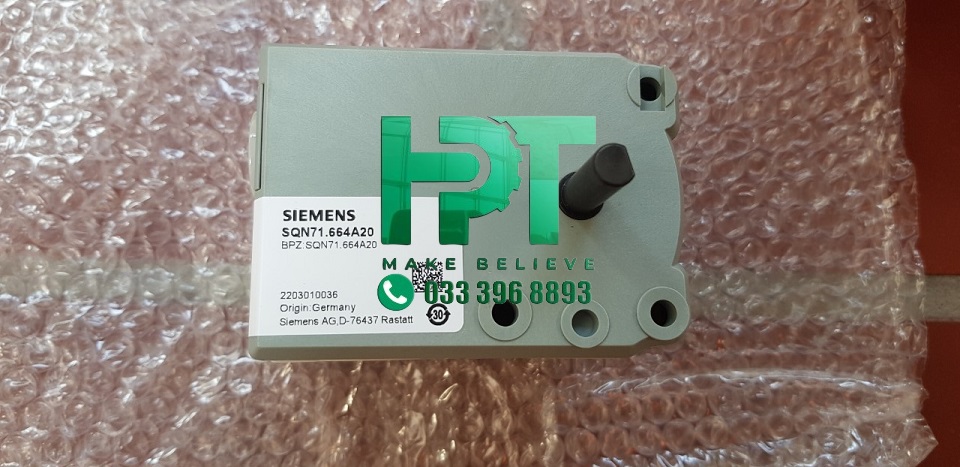 HPT
MAKE BELIEVE
033 396 8893
SIEMENS
SQN71.664A20
BPZ:SQN71.664A20
2203010036
Origin:Germany
Siemens AG,D-76437 Rastatt
30